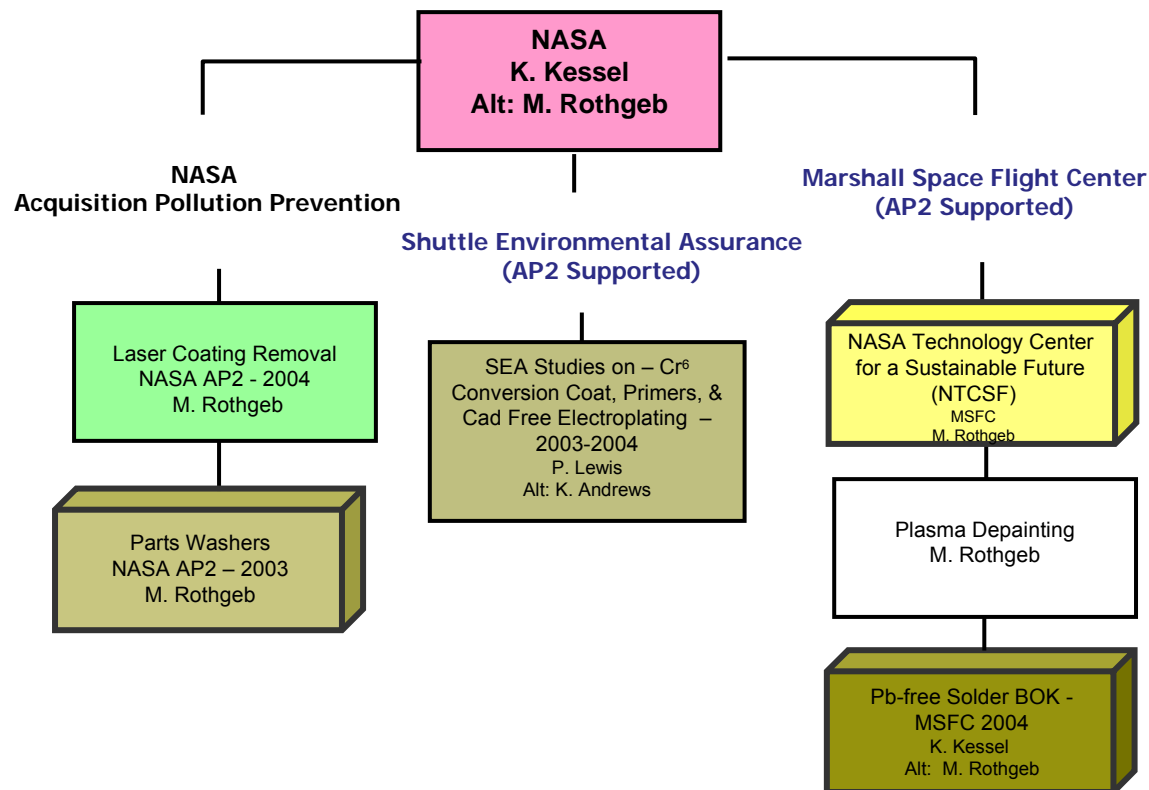 NASA
K. Kessel
Alt: M. Rothgeb
NASA
Acquisition Pollution Prevention
Laser Coating Removal
NASA AP2 - 2004
M. Rothgeb
Parts Washers
NASA AP2 – 2003
M. Rothgeb
Shuttle Environmental Assurance
(AP2 Supported)
SEA Studies on – Cr⁶
Conversion Coat, Primers, &
Cad Free Electroplating –
2003-2004
P. Lewis
Alt: K. Andrews
Marshall Space Flight Center
(AP2 Supported)
NASA Technology Center
for a Sustainable Future
(NTCSF)
MSFC
M. Rothgeb
Plasma Depainting
M. Rothgeb
Pb-free Solder BOK -
MSFC 2004
K. Kessel
Alt: M. Rothgeb